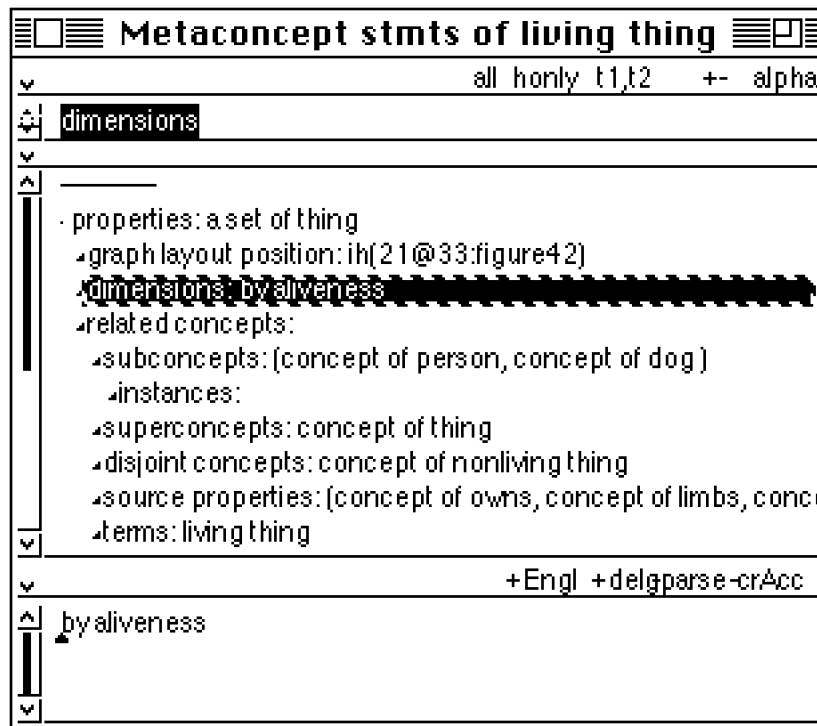 Metaconcept stmts of living thing
all honly t1,t2 +- alpha
dimensions
properties: a set of thing
graph layout position: ih(21@33:figure42)
dimensions: by aliveness
related concepts:
subconcepts: (concept of person, concept of dog )
instances:
superconcepts: concept of thing
disjoint concepts: concept of nonliving thing
source properties: (concept of owns, concept of limbs, conce
terms: living thing
+Engl +delgparse-crAcc
by aliveness